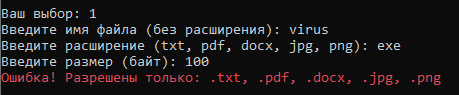 Ваш выбор: 1
Введите имя файла (без расширения): virus
Введите расширение (txt, pdf, docx, jpg, png): exe
Введите размер (байт): 100
Ошибка! Разрешены только: .txt, .pdf, .docx, .jpg, .png